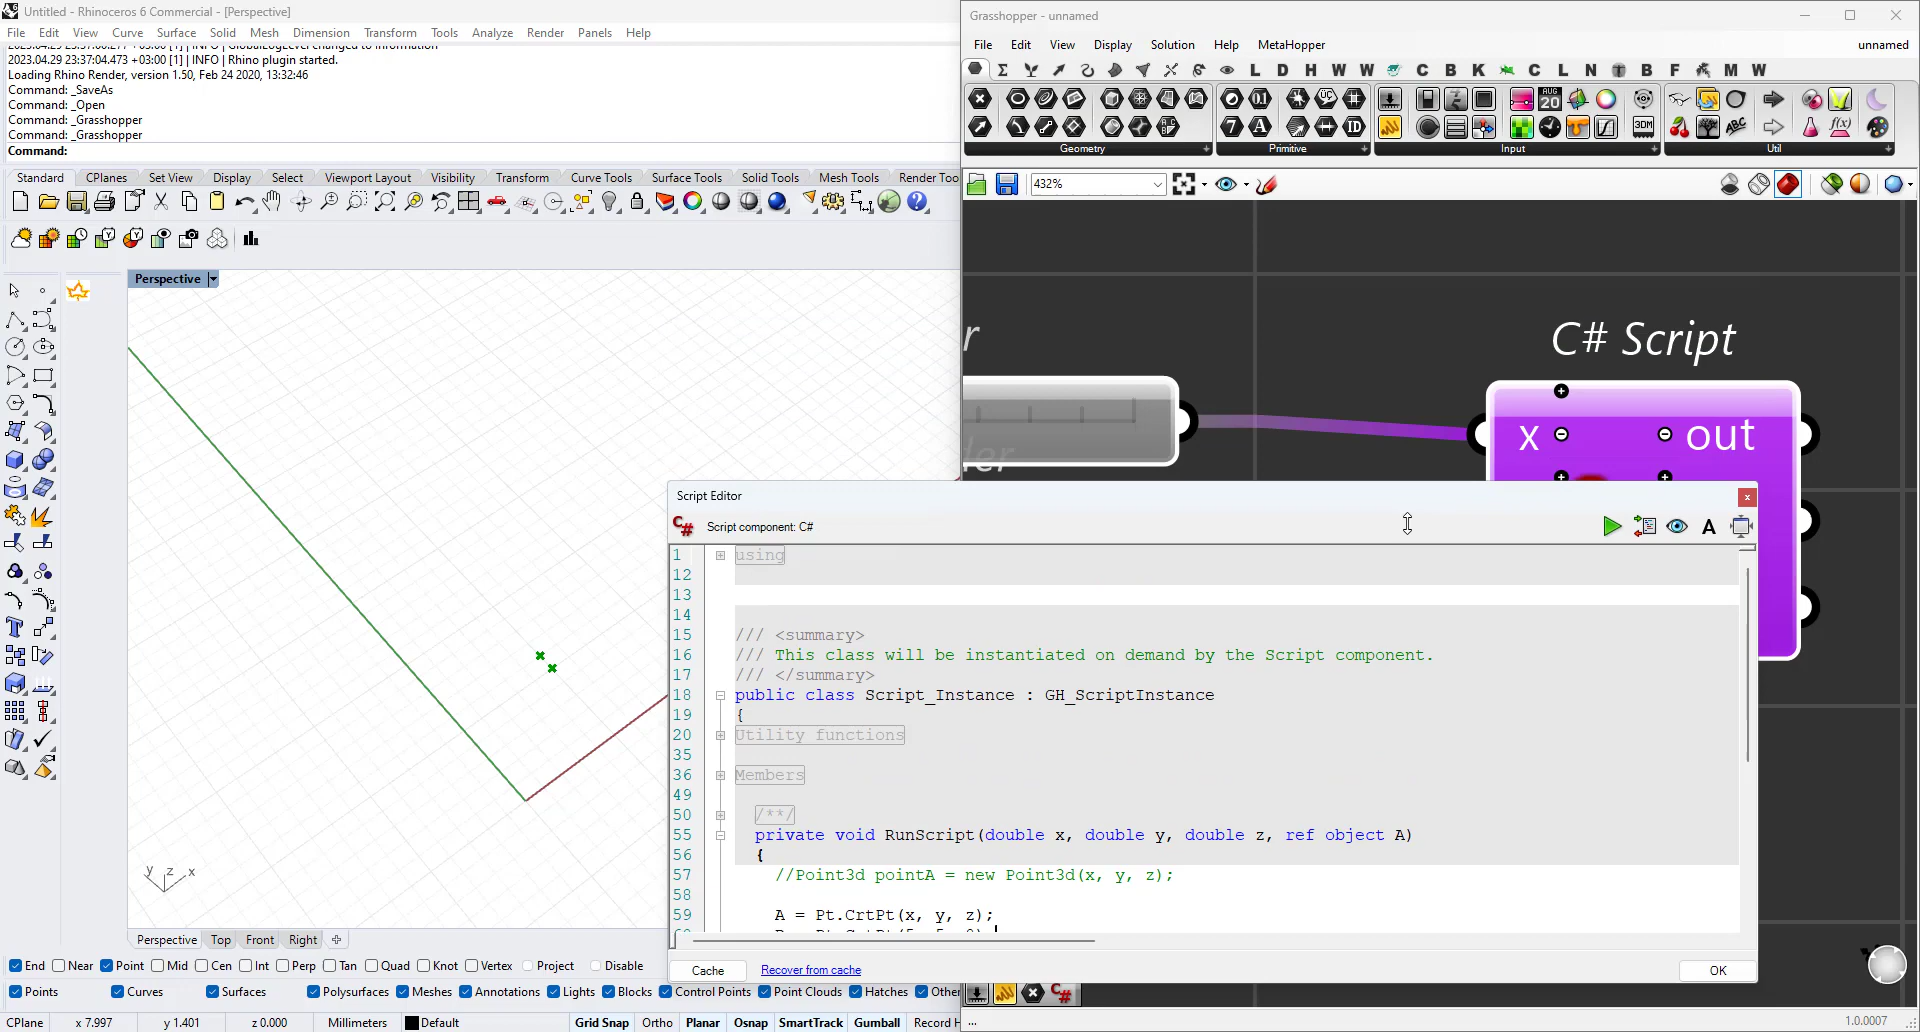 Untitled - Rhinoceros 6 Commercial - [Perspective]
File Edit View Curve Surface Solid Mesh Dimension Transform Tools Analyze Render Panels Help
2023.04.29 23:37:04.473 +03:00 [1] | INFO | Rhino plugin started.
Loading Rhino Render, version 1.50, Feb 24 2020, 13:32:46
Command: _SaveAs
Command: _Open
Command: _Grasshopper
Command: _Grasshopper
Command:
Standard CPlanes Set View Display Select Viewport Layout Visibility Transform Curve Tools Surface Tools Solid Tools Mesh Tools Render Too
Perspective
y z x
Perspective Top Front Right
End Near Point Mid Cen Int Perp Tan Quad Knot Vertex Project Disable
Points Curves Surfaces Polysurfaces Meshes Annotations Lights Blocks Control Points Point Clouds Hatches Other
CPlane x 7.997 y 1.401 z 0.000 Millimeters Default Grid Snap Ortho Planar Osnap SmartTrack Gumball Record H
Grasshopper - unnamed
File Edit View Display Solution Help MetaHopper unnamed
L D H W W C B K C L N B F M W
Geometry Primitive Input Util
432%
C# Script
x out
Script Editor
Script component: C#
1 using
12
13
14
15 /// <summary>
16 /// This class will be instantiated on demand by the Script component.
17 /// </summary>
18 public class Script_Instance : GH_ScriptInstance
19 {
20 Utility functions
35
36 Members
49
50 /**/
55 private void RunScript(double x, double y, double z, ref object A)
56 {
57 //Point3d pointA = new Point3d(x, y, z);
58
59 A = Pt.CrtPt(x, y, z);
Cache Recover from cache OK
1.0.0007